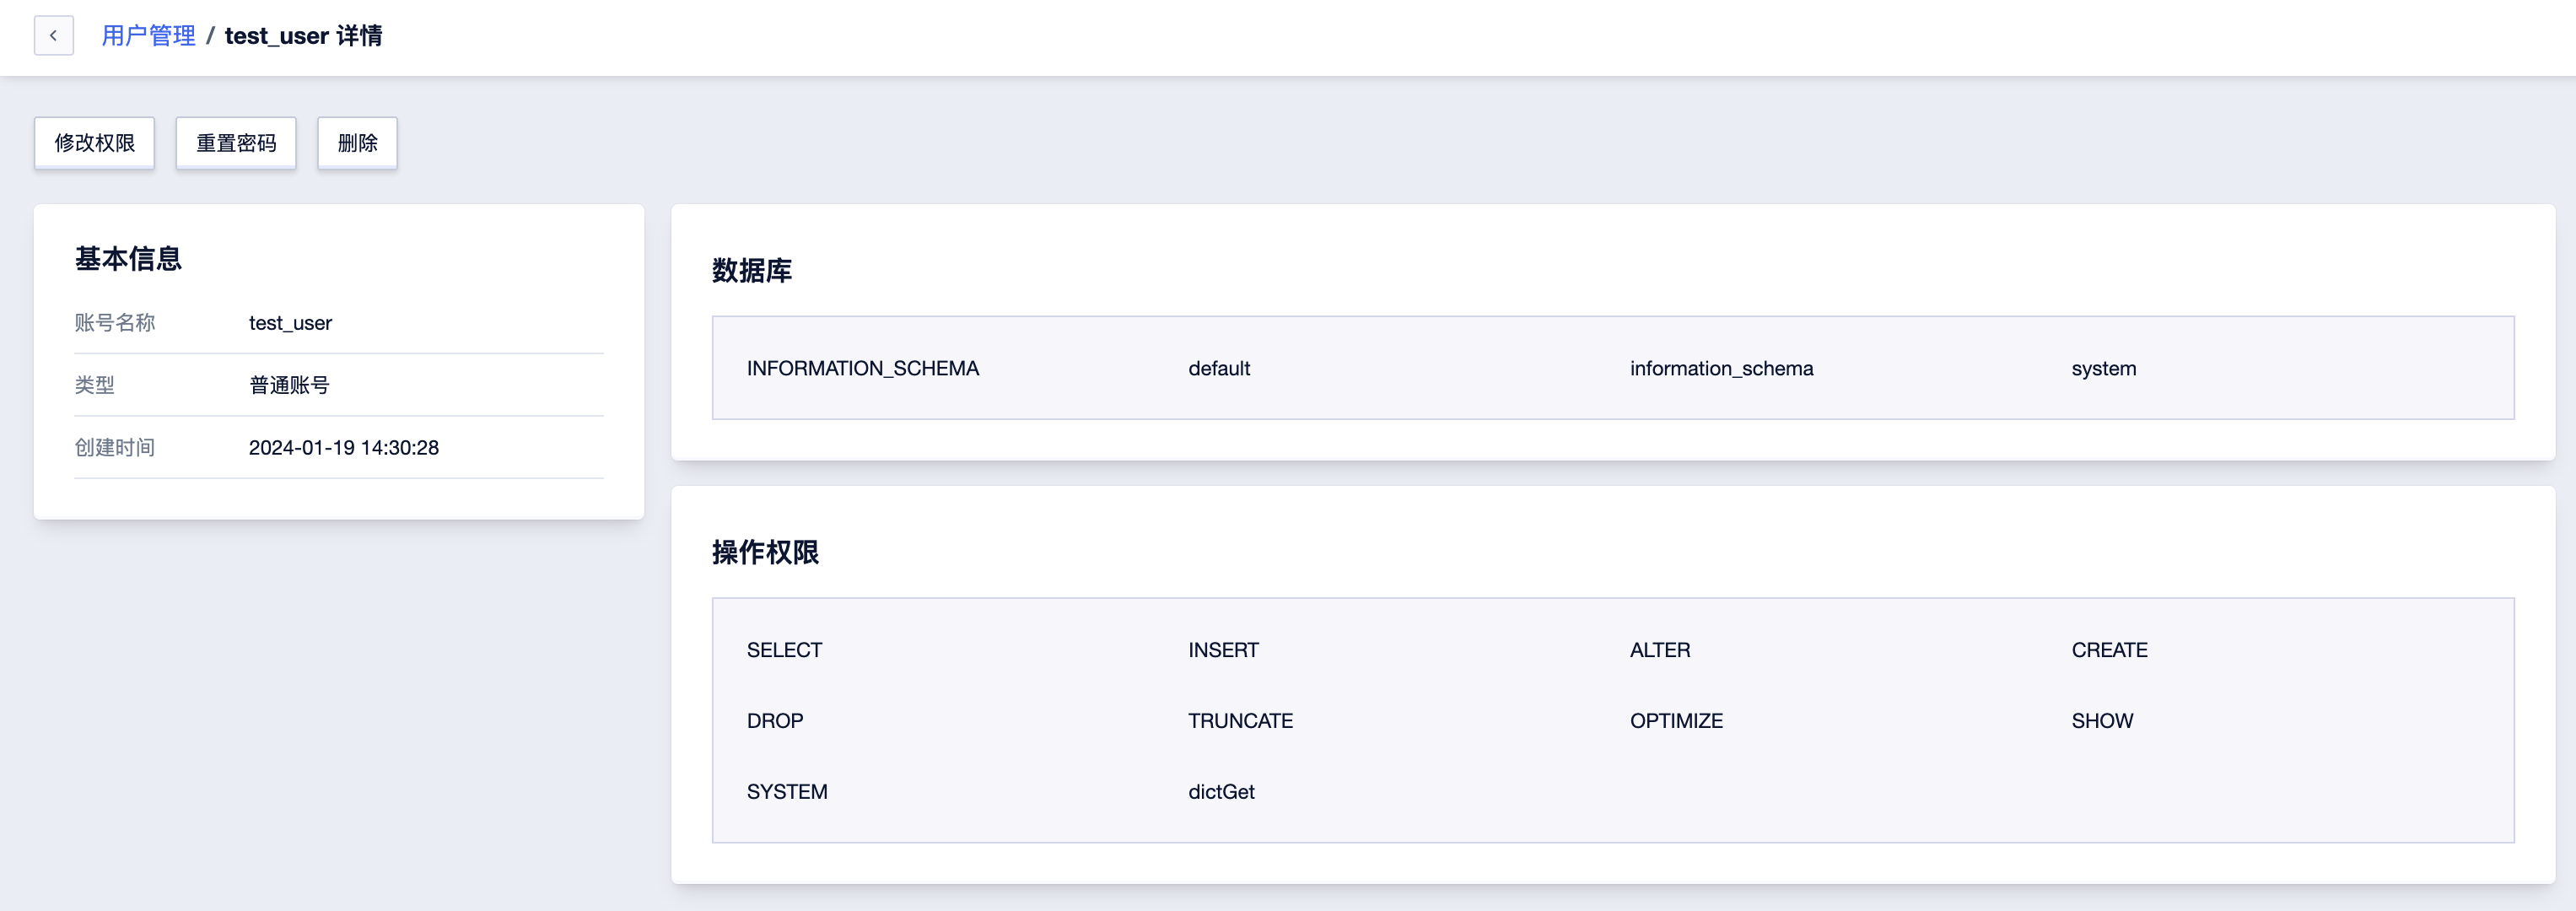 用户管理 / test_user 详情
修改权限 重置密码 删除
基本信息
账号名称 test_user
类型 普通账号
创建时间 2024-01-19 14:30:28
数据库
INFORMATION_SCHEMA default information_schema system
操作权限
SELECT INSERT ALTER CREATE
DROP TRUNCATE OPTIMIZE SHOW
SYSTEM dictGet